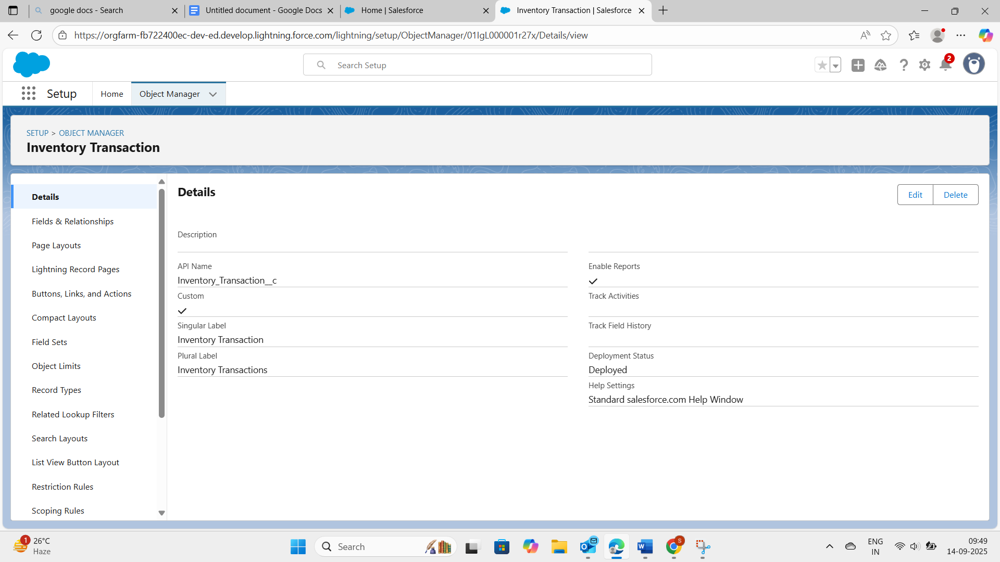 google docs - Search
Untitled document - Google Docs
Home | Salesforce
Inventory Transaction | Salesforce
https://orgfarm-fb722400ec-dev-ed.develop.lightning.force.com/lightning/setup/ObjectManager/01IgL000001r27x/Details/view
Search Setup
2
Setup
Home
Object Manager
SETUP > OBJECT MANAGER
Inventory Transaction
Details
Fields & Relationships
Page Layouts
Lightning Record Pages
Buttons, Links, and Actions
Compact Layouts
Field Sets
Object Limits
Record Types
Related Lookup Filters
Search Layouts
List View Button Layout
Restriction Rules
Scoping Rules
Details
Edit
Delete
Description
API Name
Inventory_Transaction__c
Custom
Singular Label
Inventory Transaction
Plural Label
Inventory Transactions
Enable Reports
Track Activities
Track Field History
Deployment Status
Deployed
Help Settings
Standard salesforce.com Help Window
1
26°C
Haze
Search
S
ENG
IN
09:49
14-09-2025